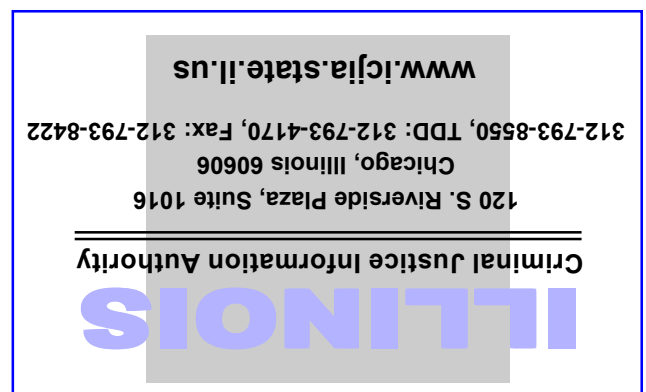 ILLINOIS
Criminal Justice Information Authority
120 S. Riverside Plaza, Suite 1016
Chicago, Illinois 60606
312-793-8550, TDD: 312-793-4170, Fax: 312-793-8422
www.icjia.state.il.us